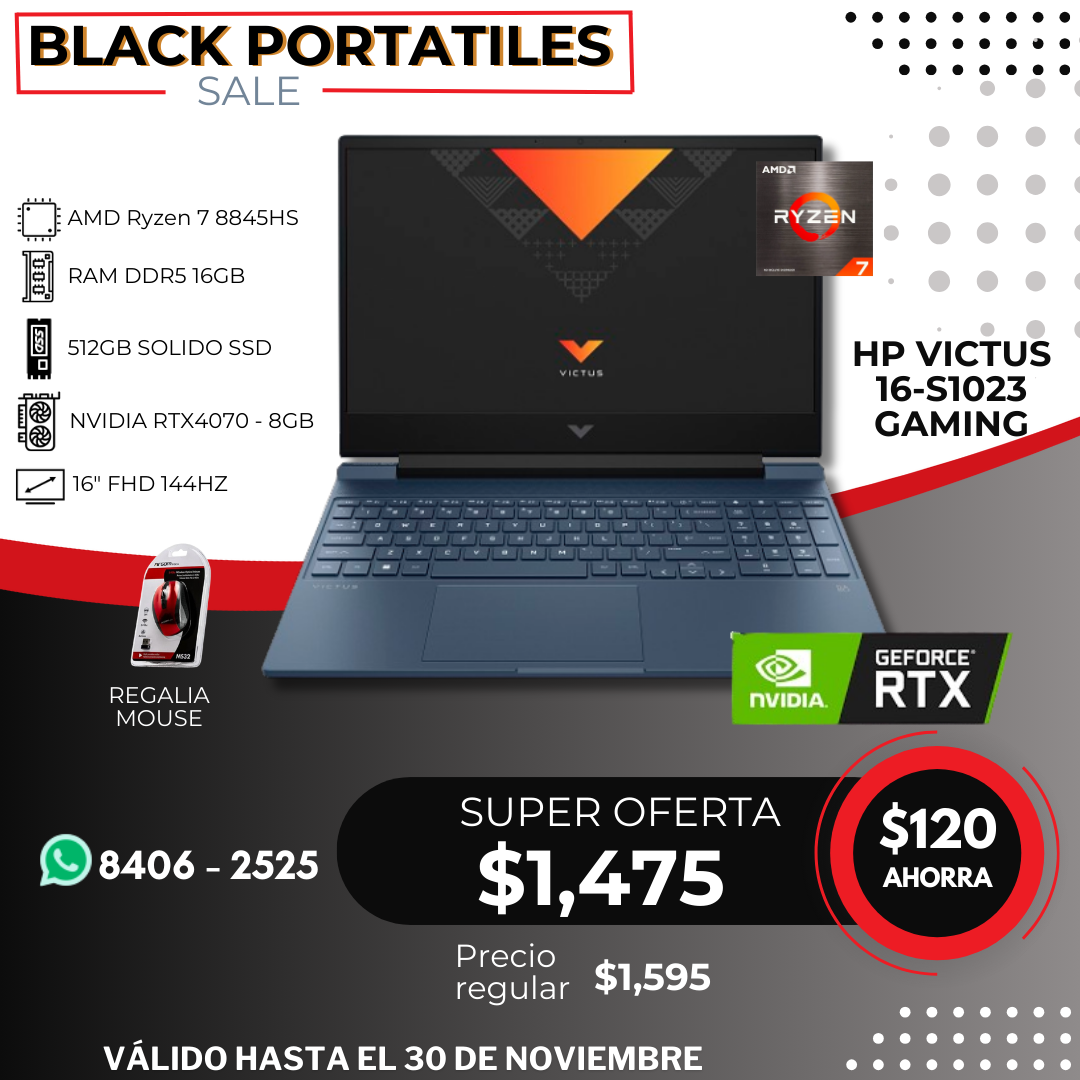 BLACK PORTATILES
SALE
AMD Ryzen 7 8845HS
RAM DDR5 16GB
512GB SOLIDO SSD
NVIDIA RTX4070 - 8GB
16" FHD 144HZ
VICTUS
VICTUS
AMD
RYZEN
7
HP VICTUS
16-S1023
GAMING
MS32
REGALIA
MOUSE
NVIDIA.
GEFORCE®
RTX
SUPER OFERTA
$1,475
$120
AHORRA
8406 - 2525
Precio
regular
$1,595
VÁLIDO HASTA EL 30 DE NOVIEMBRE